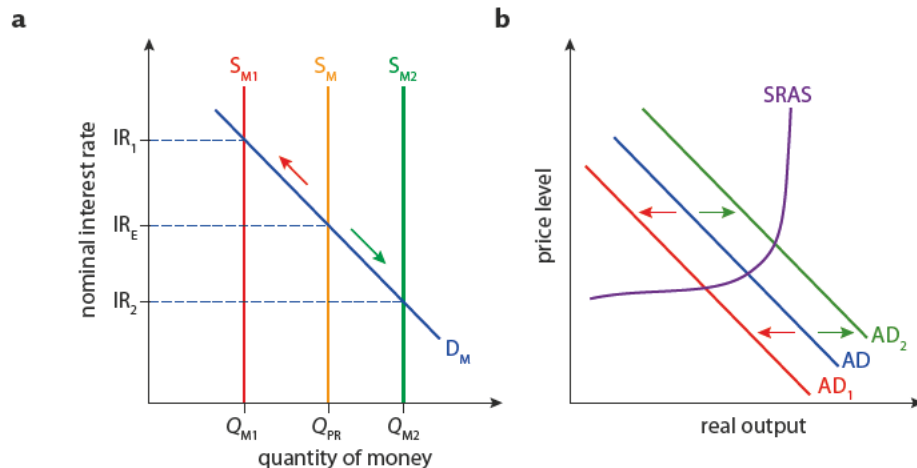 a
nominal interest rate
S_M1
S_M
S_M2
IR_1
IR_E
IR_2
D_M
Q_M1
Q_PR
Q_M2
quantity of money
b
price level
SRAS
AD_2
AD
AD_1
real output